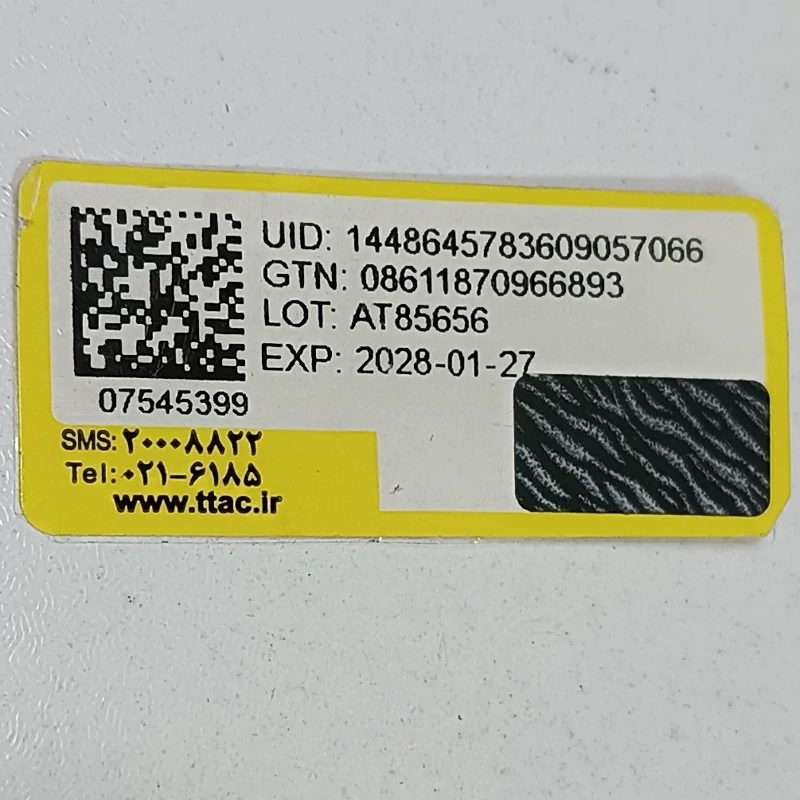 UID: 1448645783609057066
GTN: 08611870966893
LOT: AT85656
EXP: 2028-01-27
07545399
SMS: ۲۰۰۰۸۸۲۲
Tel: ۰۲۱-۶۱۸۵
www.ttac.ir